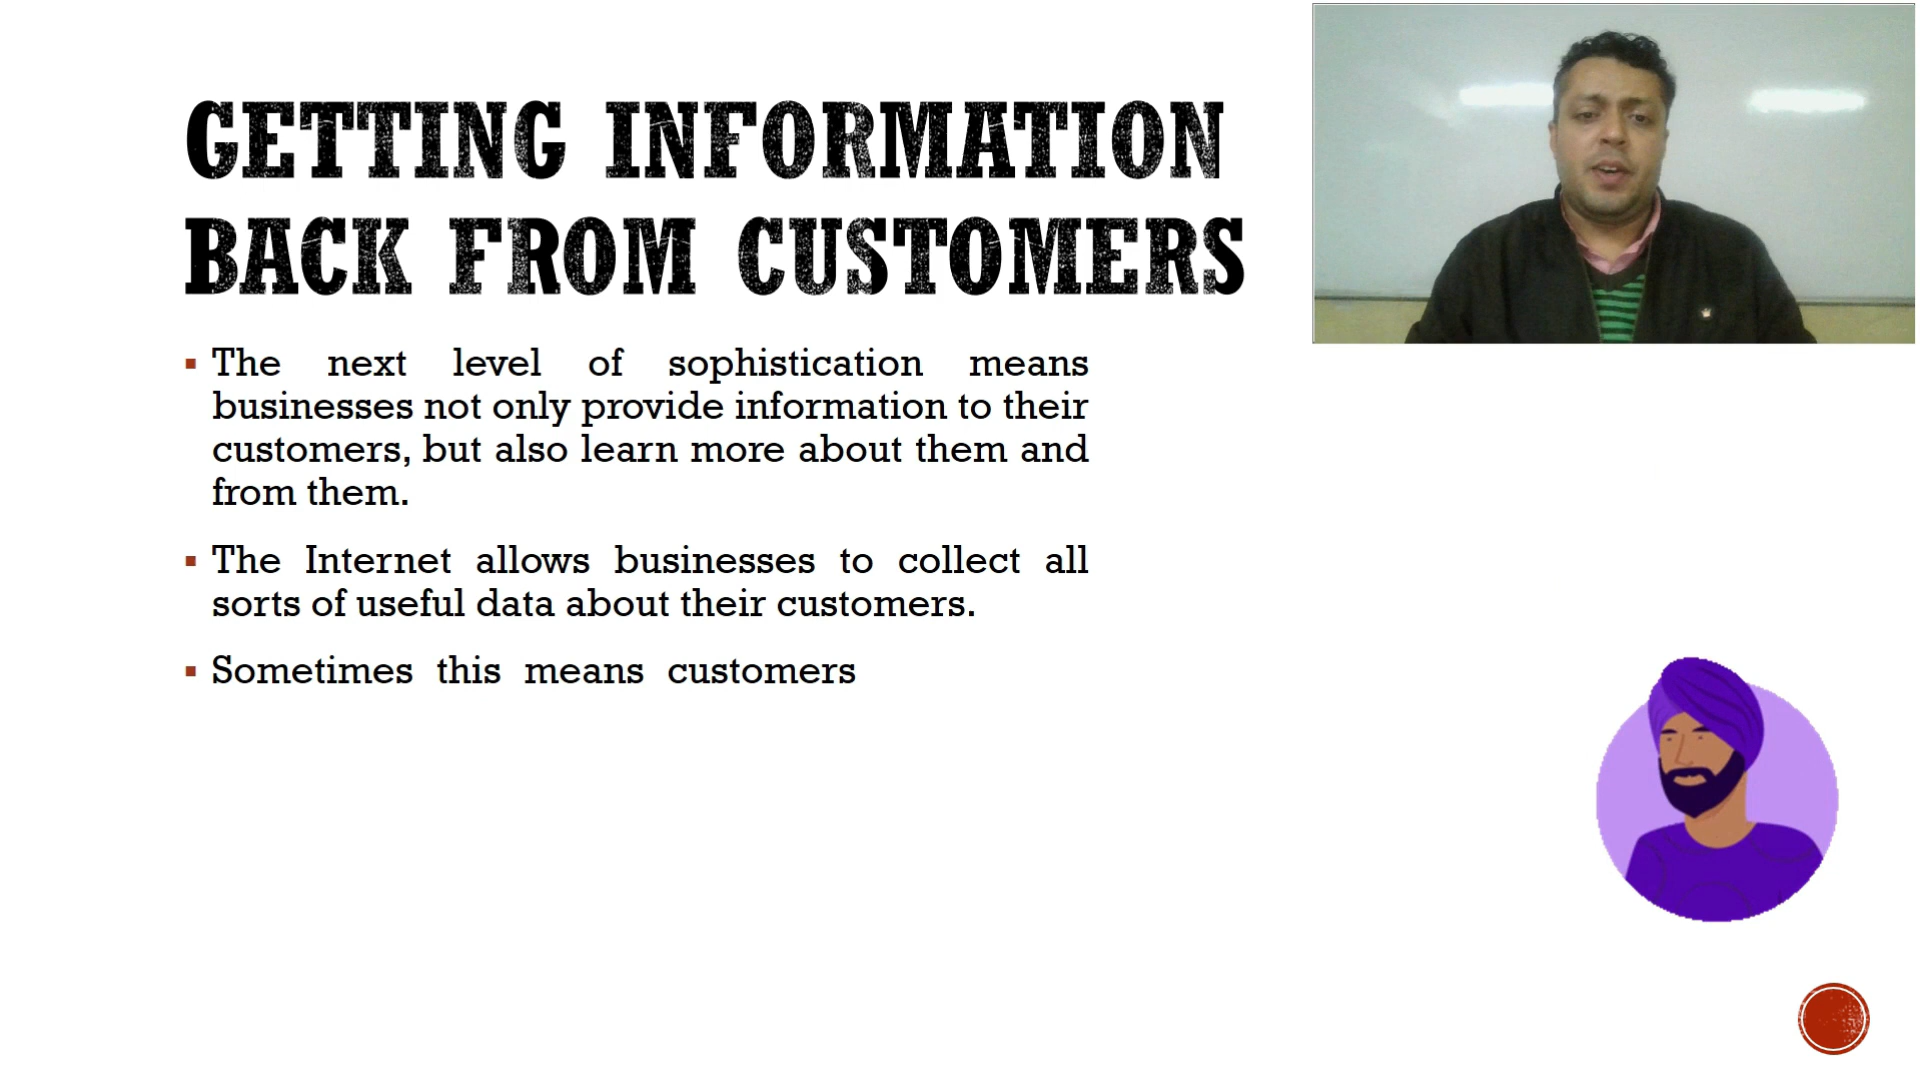 GETTING INFORMATION
BACK FROM CUSTOMERS
The next level of sophistication means
businesses not only provide information to their
customers, but also learn more about them and
from them.
The Internet allows businesses to collect all
sorts of useful data about their customers.
Sometimes this means customers